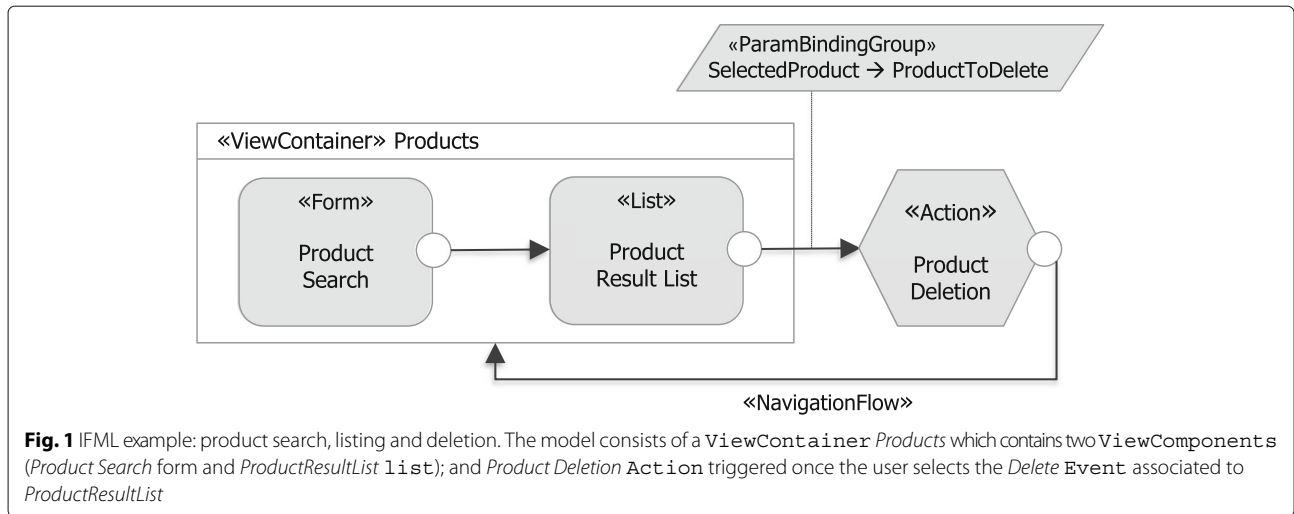 «ParamBindingGroup»
SelectedProduct → ProductToDelete
«ViewContainer» Products
«Form»
Product
Search
«List»
Product
Result List
«Action»
Product
Deletion
«NavigationFlow»
Fig. 1 IFML example: product search, listing and deletion. The model consists of a ViewContainer Products which contains two ViewComponents
(Product Search form and ProductResultList list); and Product Deletion Action triggered once the user selects the Delete Event associated to
ProductResultList